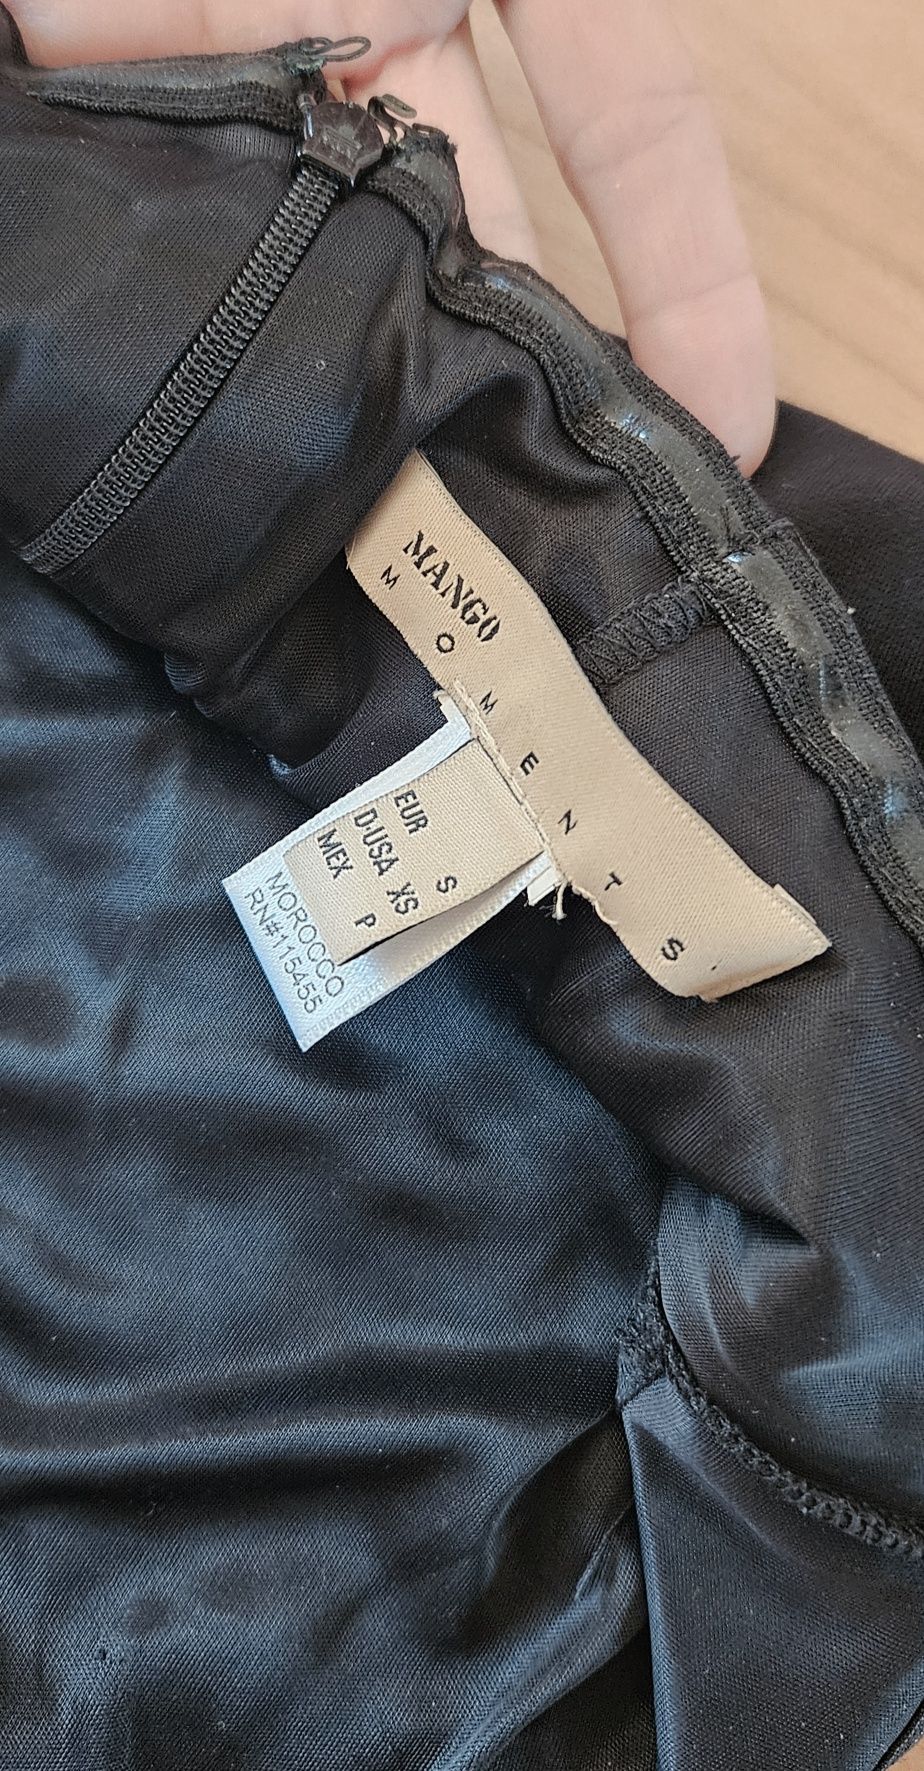 MANGO
MOMENTS
EUR S
D·USA XS
MEX P
MOROCCO
RN#115455